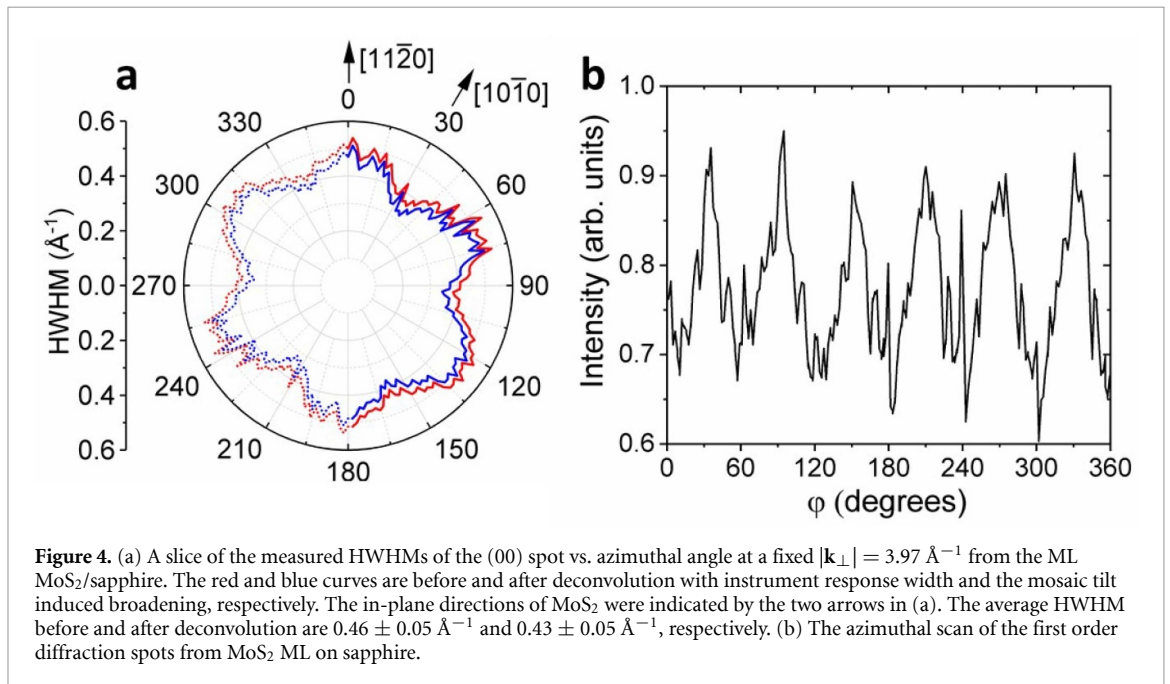 a
[112̅0]
[101̅0]
0
30
60
90
120
150
180
210
240
270
300
330
0.6
0.4
0.2
0.0
0.2
0.4
0.6
HWHM (Å⁻¹)
b
1.0
0.9
0.8
0.7
0.6
Intensity (arb. units)
0 60 120 180 240 300 360
φ (degrees)
Figure 4. (a) A slice of the measured HWHMs of the (00) spot vs. azimuthal angle at a fixed |k⊥| = 3.97 Å⁻¹ from the ML
MoS₂/sapphire. The red and blue curves are before and after deconvolution with instrument response width and the mosaic tilt
induced broadening, respectively. The in-plane directions of MoS₂ were indicated by the two arrows in (a). The average HWHM
before and after deconvolution are 0.46 ± 0.05 Å⁻¹ and 0.43 ± 0.05 Å⁻¹, respectively. (b) The azimuthal scan of the first order
diffraction spots from MoS₂ ML on sapphire.